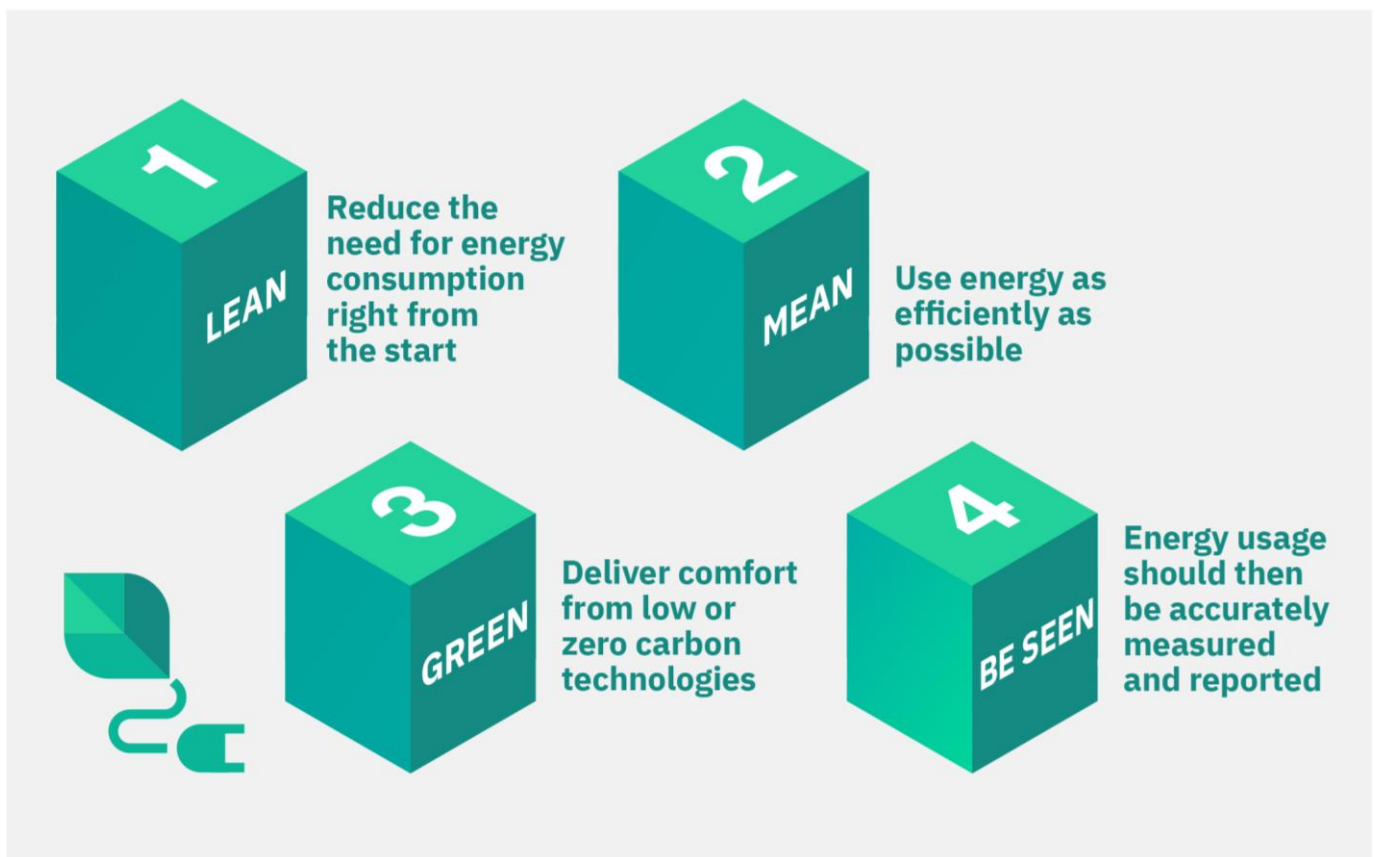 1
LEAN
Reduce the
need for energy
consumption
right from
the start
2
MEAN
Use energy as
efficiently as
possible
3
GREEN
Deliver comfort
from low or
zero carbon
technologies
4
BE SEEN
Energy usage
should then
be accurately
measured
and reported